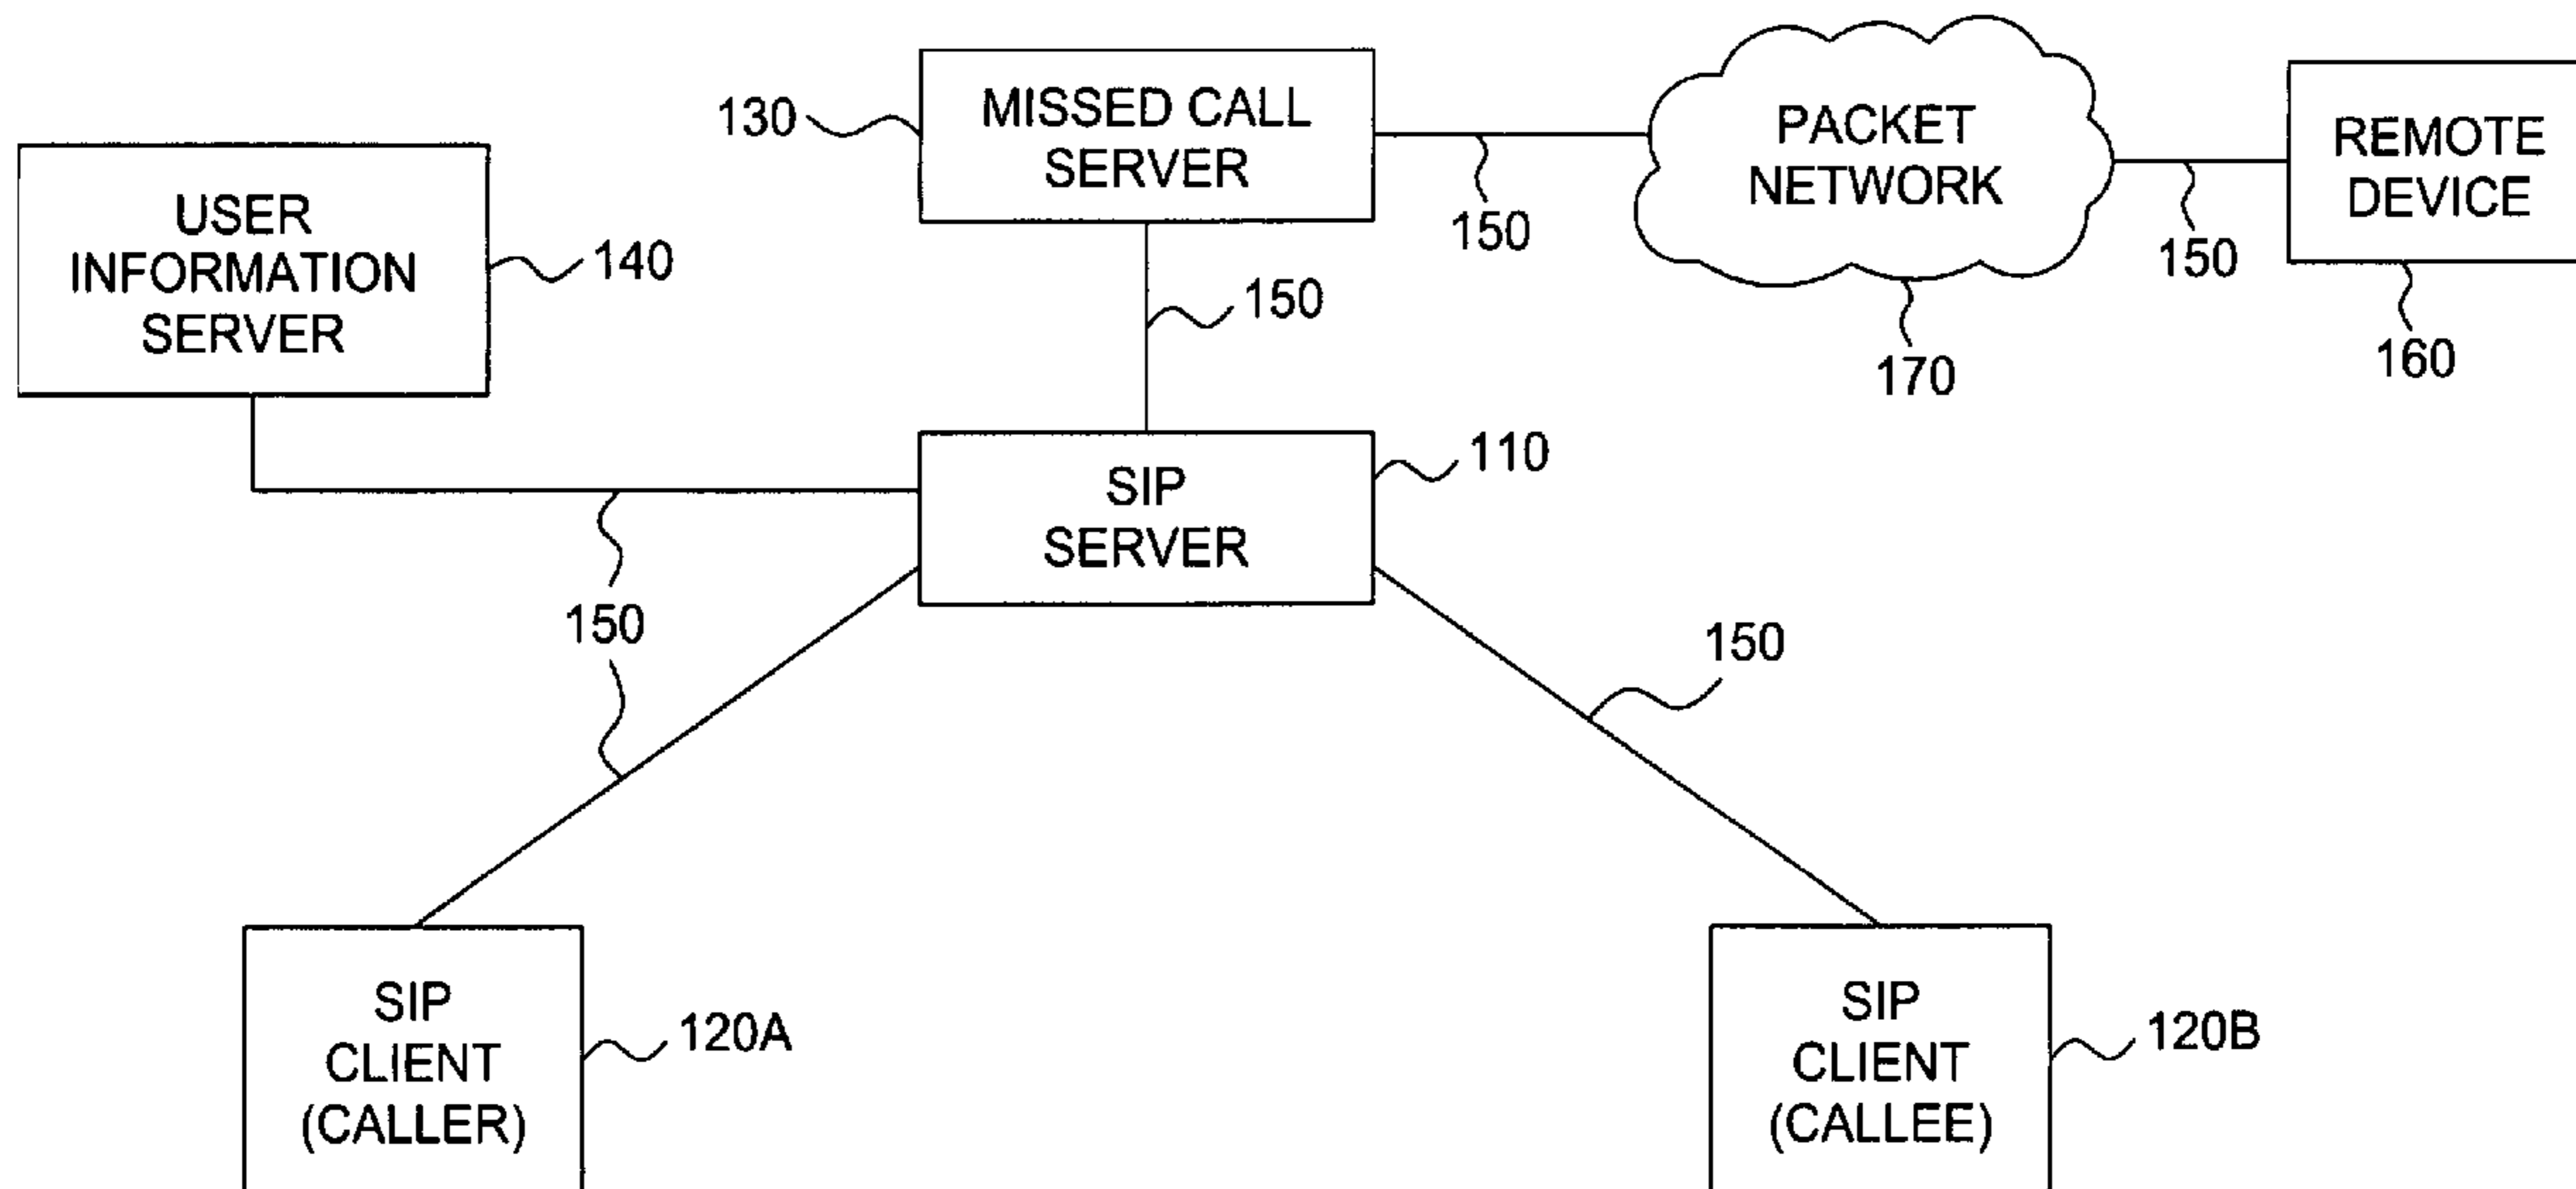 130
MISSED CALL
SERVER
150
PACKET
NETWORK
170
150
REMOTE
DEVICE
160
USER
INFORMATION
SERVER
140
150
SIP
SERVER
110
150
150
SIP
CLIENT
(CALLER)
120A
SIP
CLIENT
(CALLEE)
120B